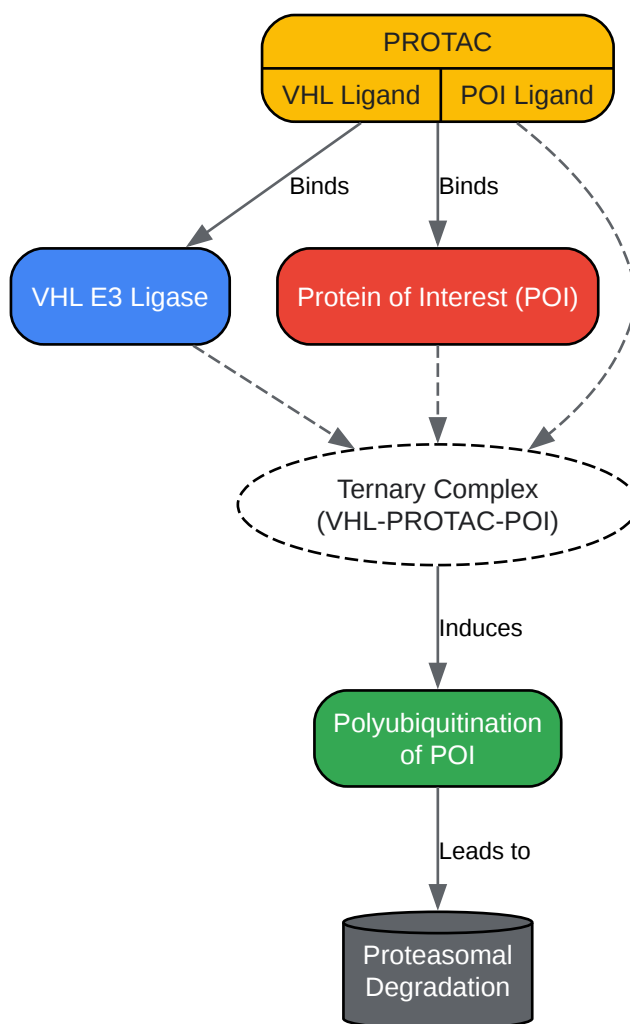 PROTAC
VHL Ligand
POI Ligand
Binds
Binds
VHL E3 Ligase
Protein of Interest (POI)
Ternary Complex
(VHL-PROTAC-POI)
Induces
Polyubiquitination
of POI
Leads to
Proteasomal
Degradation